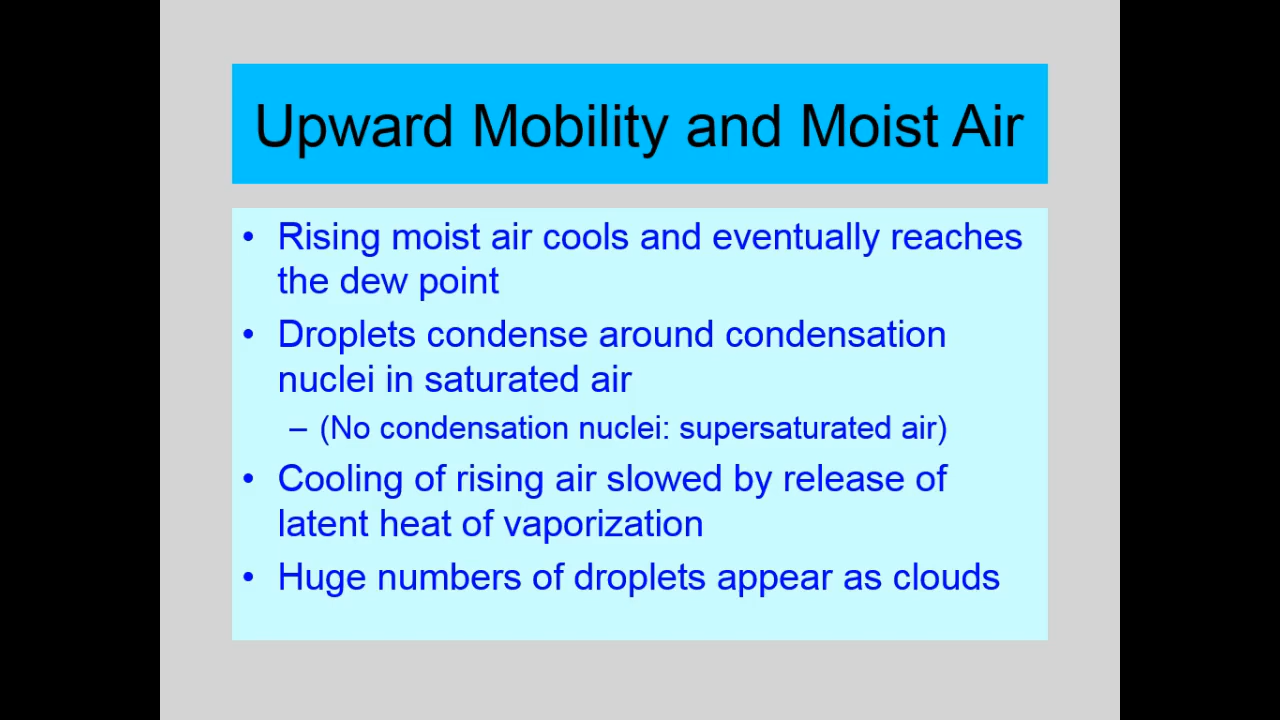 Upward Mobility and Moist Air
• Rising moist air cools and eventually reaches
the dew point
• Droplets condense around condensation
nuclei in saturated air
– (No condensation nuclei: supersaturated air)
• Cooling of rising air slowed by release of
latent heat of vaporization
• Huge numbers of droplets appear as clouds